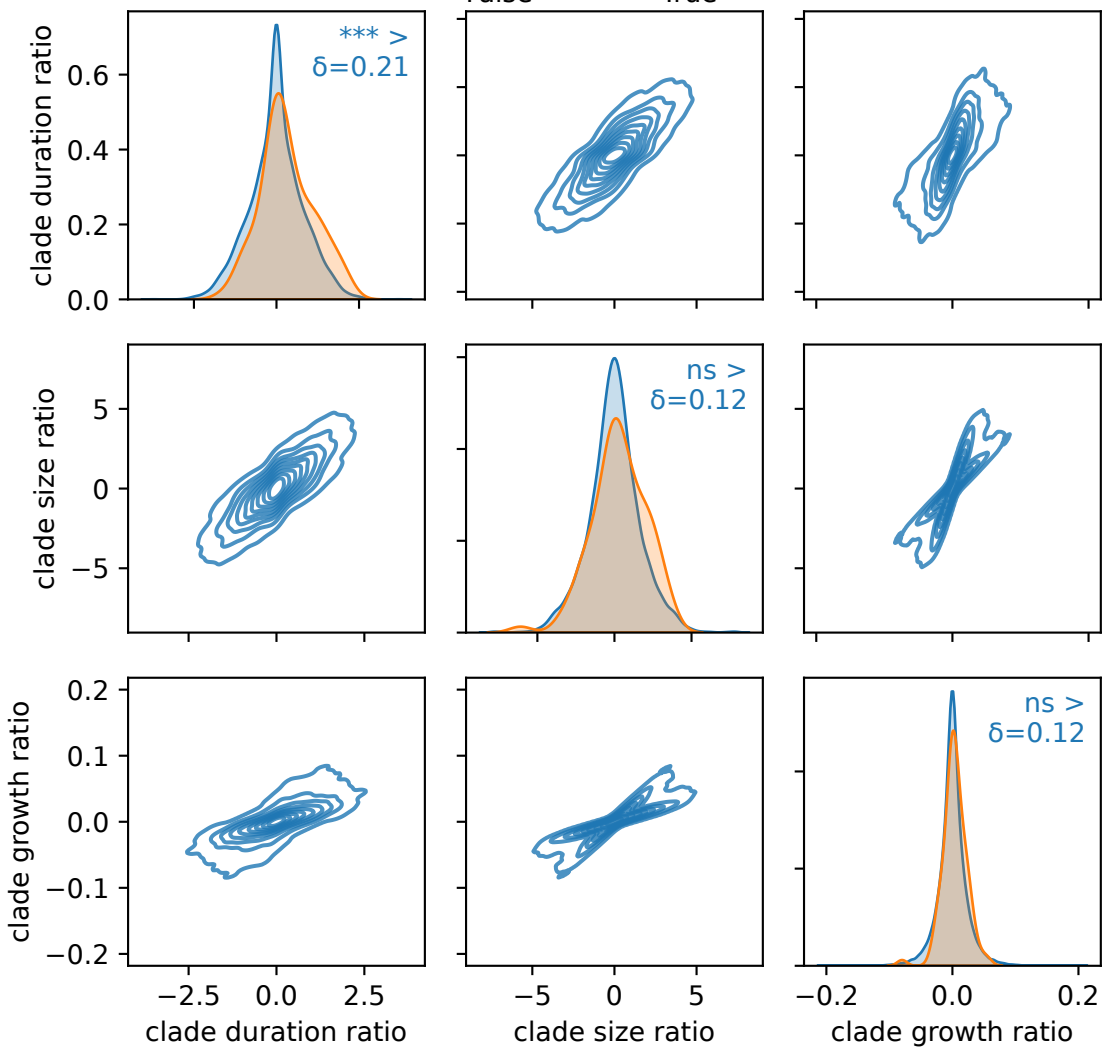 clade duration ratio
0.6
0.4
0.2
0.0
*** >
δ=0.21
clade size ratio
5
0
−5
ns >
δ=0.12
clade growth ratio
0.2
0.1
0.0
−0.1
−0.2
ns >
δ=0.12
−2.5 0.0 2.5
clade duration ratio
−5 0 5
clade size ratio
−0.2 0.0 0.2
clade growth ratio